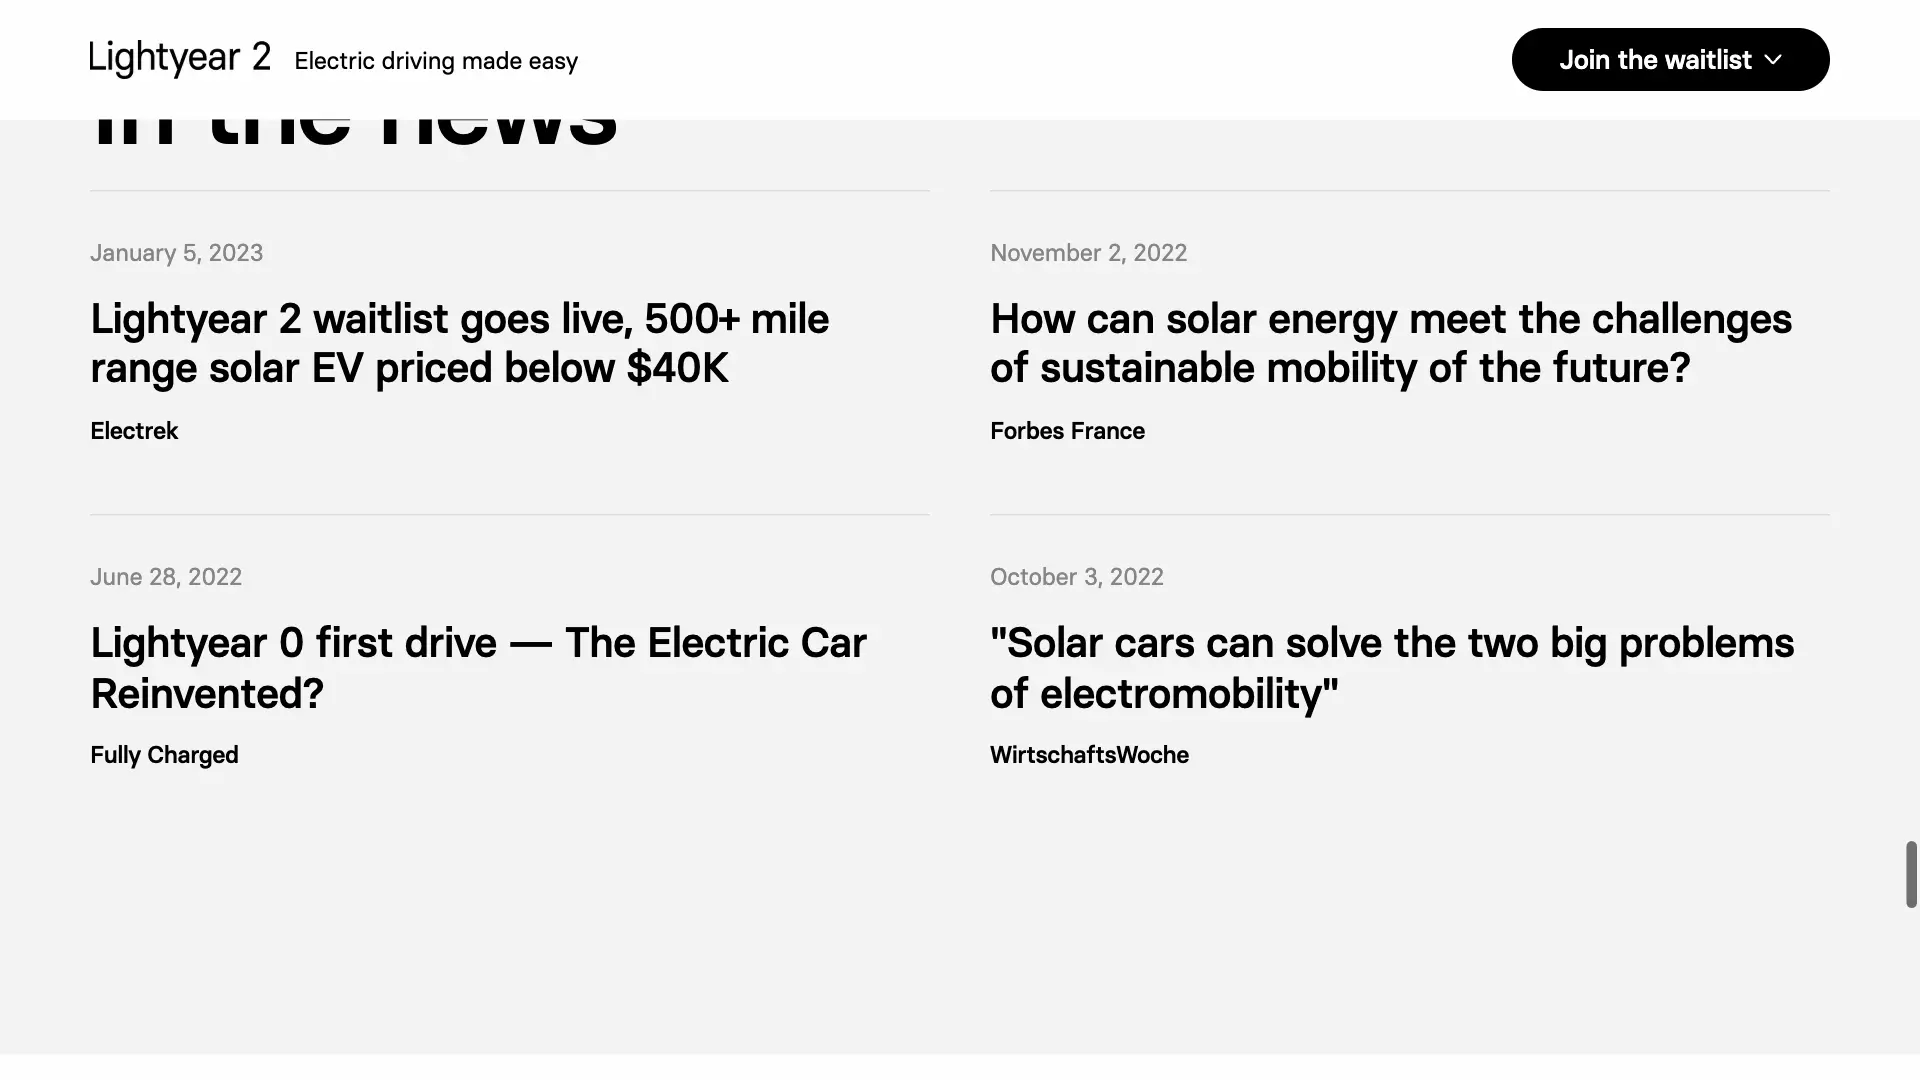 Lightyear 2 Electric driving made easy
Join the waitlist
in the news
January 5, 2023
Lightyear 2 waitlist goes live, 500+ mile
range solar EV priced below $40K
Electrek
November 2, 2022
How can solar energy meet the challenges
of sustainable mobility of the future?
Forbes France
June 28, 2022
Lightyear 0 first drive — The Electric Car
Reinvented?
Fully Charged
October 3, 2022
"Solar cars can solve the two big problems
of electromobility"
WirtschaftsWoche